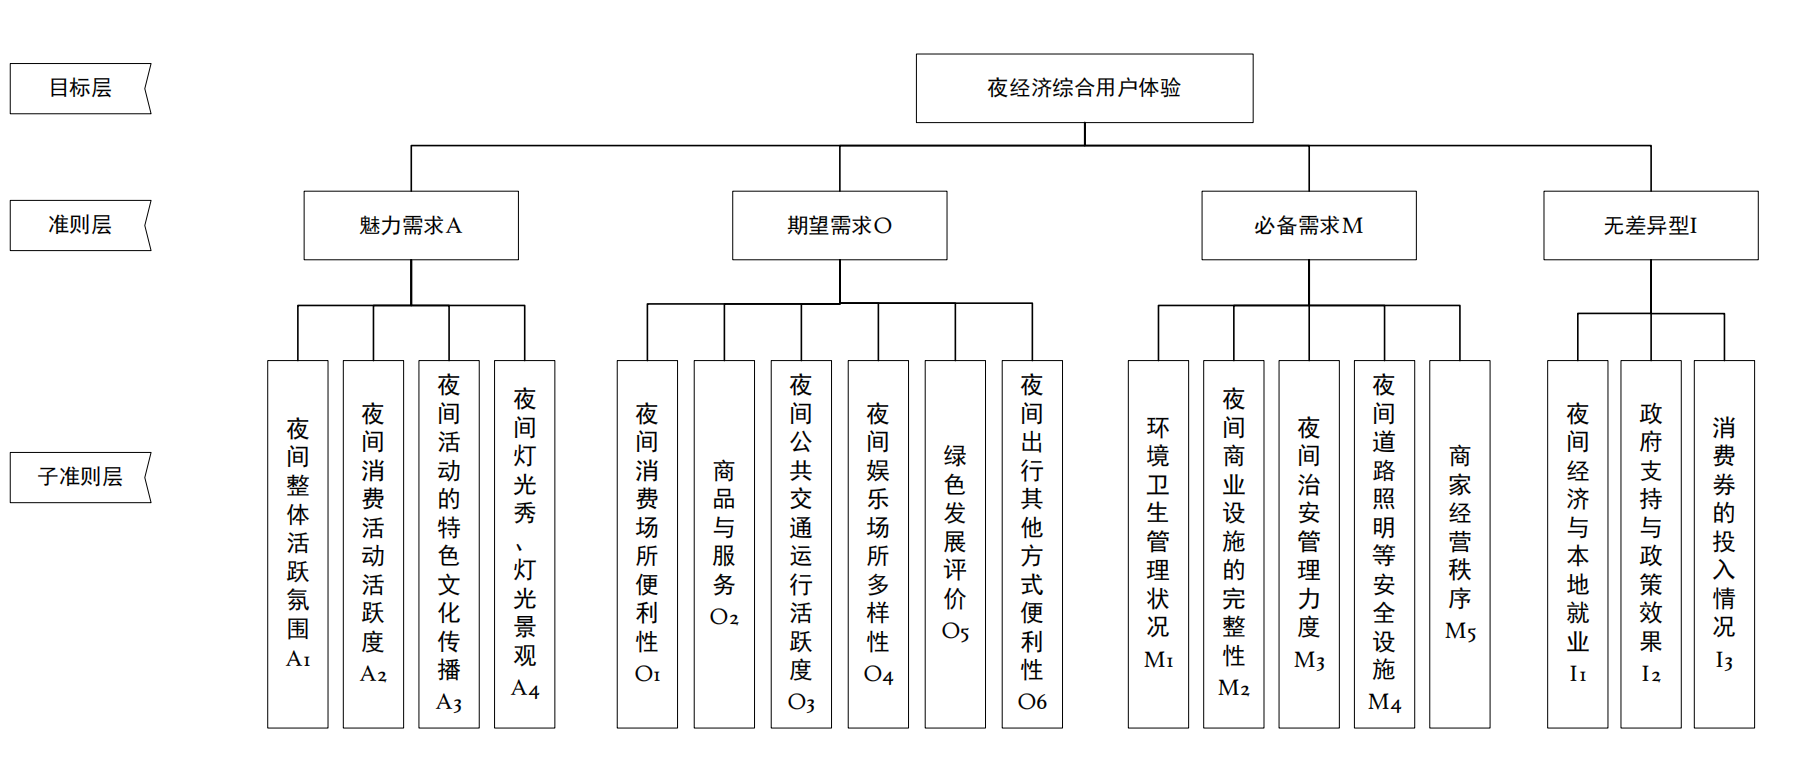 目标层
夜经济综合用户体验
准则层
魅力需求A
期望需求O
必备需求M
无差异型I
子准则层
夜间整体活跃氛围A1
夜间消费活动活跃度A2
夜间活动的特色文化传播A3
夜间灯光秀、灯光景观A4
夜间消费场所便利性O1
商品与服务O2
夜间公共交通运行活跃度O3
夜间娱乐场所多样性O4
绿色发展评价O5
夜间出行其他方式便利性O6
环境卫生管理状况M1
夜间商业设施的完整性M2
夜间治安管理力度M3
夜间道路照明等安全设施M4
商家经营秩序M5
夜间经济与本地就业I1
政府支持与政策效果I2
消费券的投入情况I3